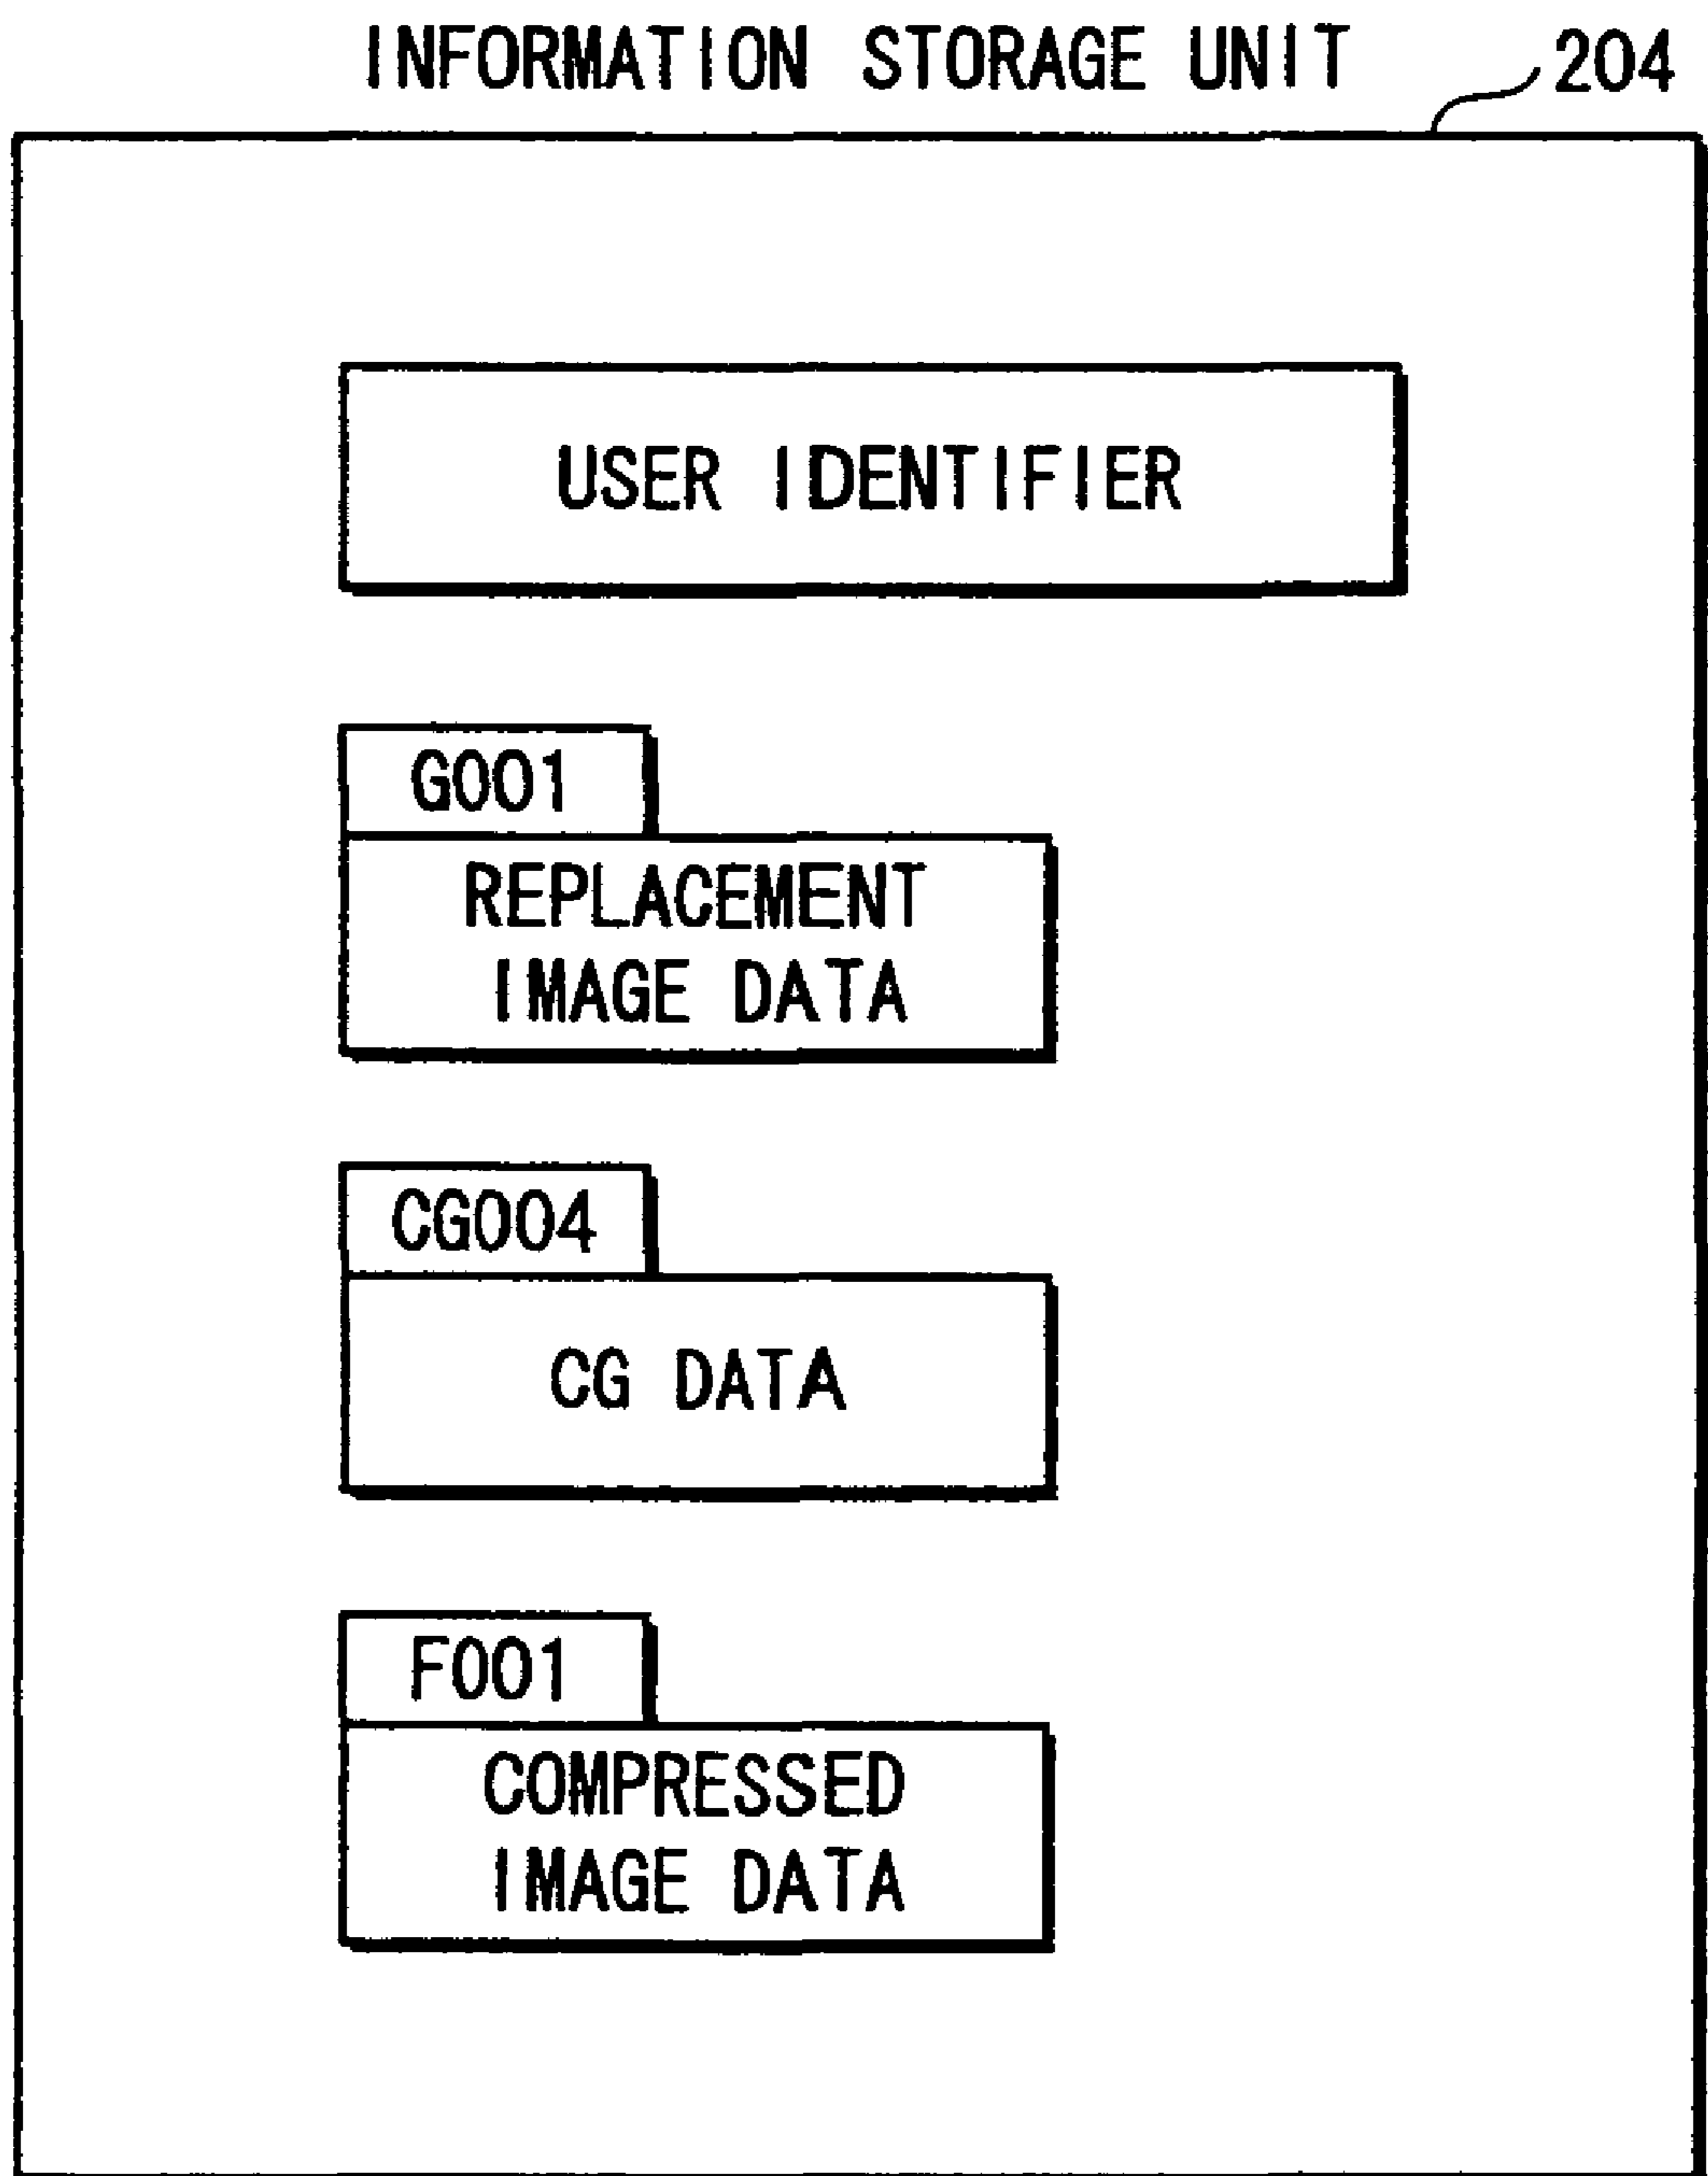 INFORMATION STORAGE UNIT 204
USER IDENTIFIER
G001
REPLACEMENT
IMAGE DATA
CG004
CG DATA
F001
COMPRESSED
IMAGE DATA